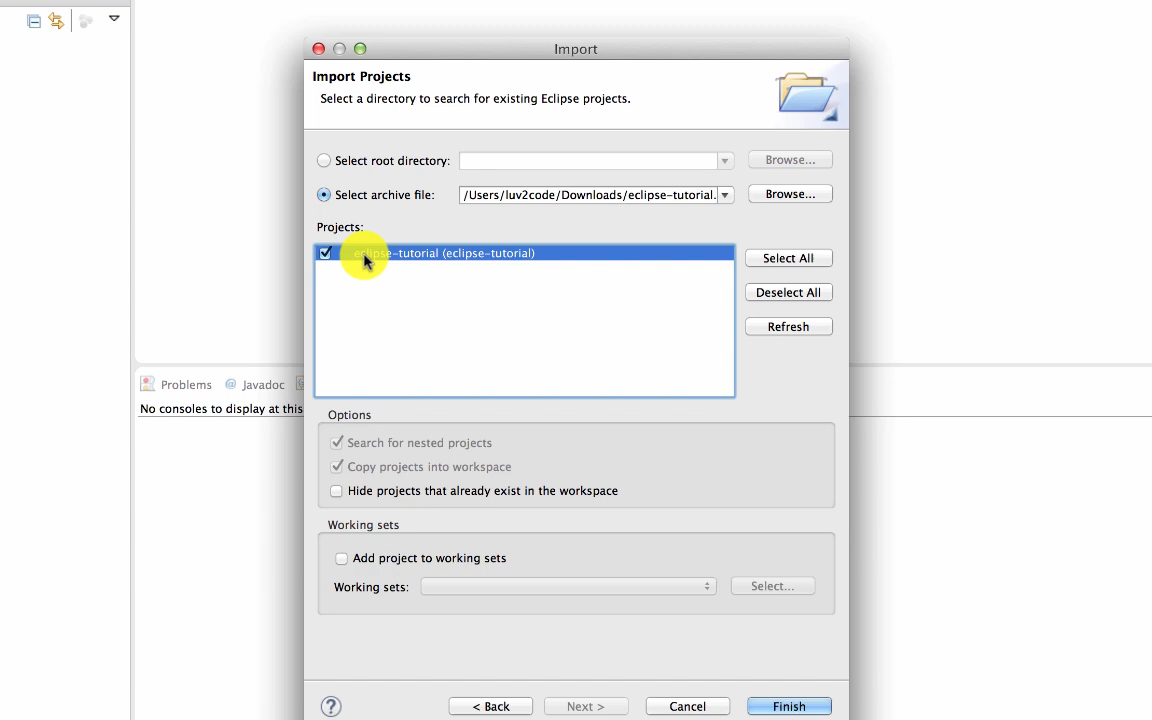 Import
Import Projects
Select a directory to search for existing Eclipse projects.
Select root directory:
Browse...
Select archive file:
/Users/luv2code/Downloads/eclipse-tutorial.
Browse...
Projects:
eclipse-tutorial (eclipse-tutorial)
Select All
Deselect All
Refresh
Problems
@ Javadoc
No consoles to display at this
Options
Search for nested projects
Copy projects into workspace
Hide projects that already exist in the workspace
Working sets
Add project to working sets
Working sets:
Select...
?
< Back
Next >
Cancel
Finish